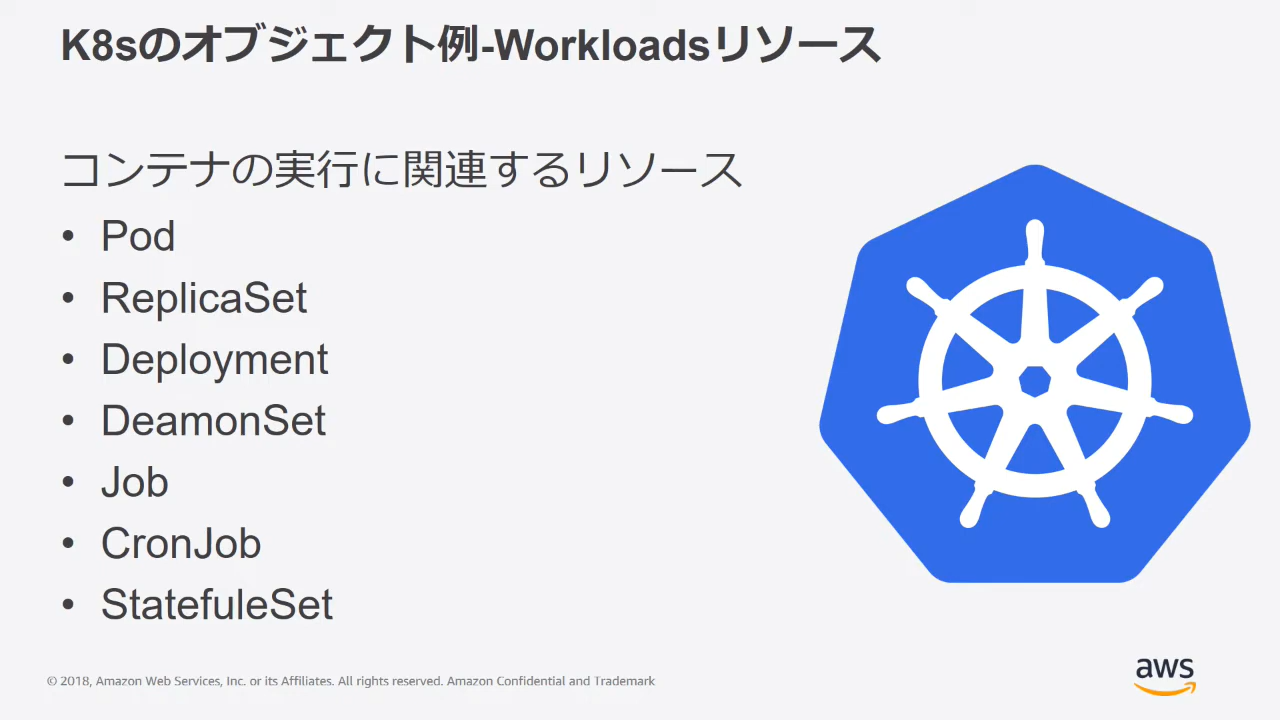 K8sのオブジェクト例-Workloadsリソース
コンテナの実行に関連するリソース
• Pod
• ReplicaSet
• Deployment
• DeamonSet
• Job
• CronJob
• StatefuleSet
© 2018, Amazon Web Services, Inc. or its Affiliates. All rights reserved. Amazon Confidential and Trademark
aws